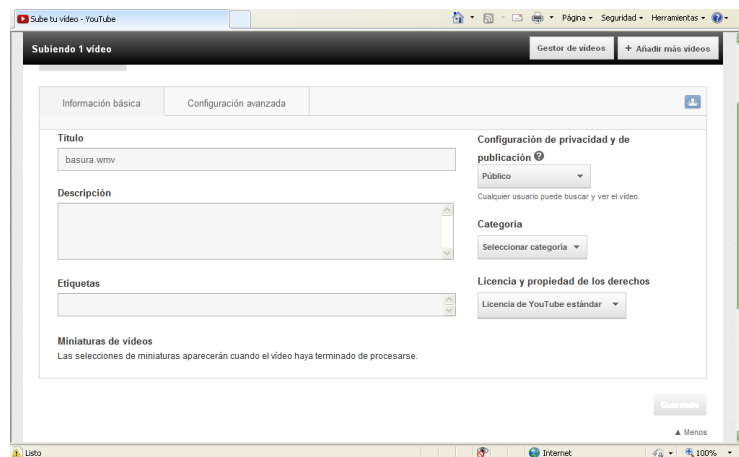 Sube tu vídeo - YouTube
Página
Seguridad
Herramientas
Subiendo 1 vídeo
Gestor de vídeos
+ Añadir más vídeos
Información básica
Configuración avanzada
Título
basura.wmv
Descripción
Etiquetas
Miniaturas de vídeos
Las selecciones de miniaturas aparecerán cuando el vídeo haya terminado de procesarse.
Configuración de privacidad y de
publicación
Público
Cualquier usuario puede buscar y ver el vídeo.
Categoría
Seleccionar categoría
Licencia y propiedad de los derechos
Licencia de YouTube estándar
Guardado
Menos
Listo
Internet
100%